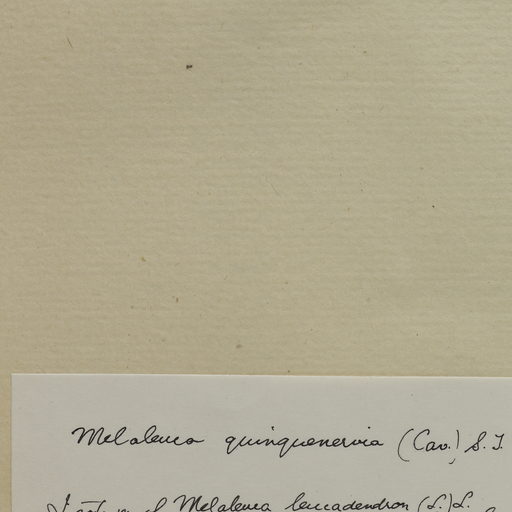 Melaleuca quinquenervia (Cav.) S.T.
Melaleuca leucadendron (L.) L.